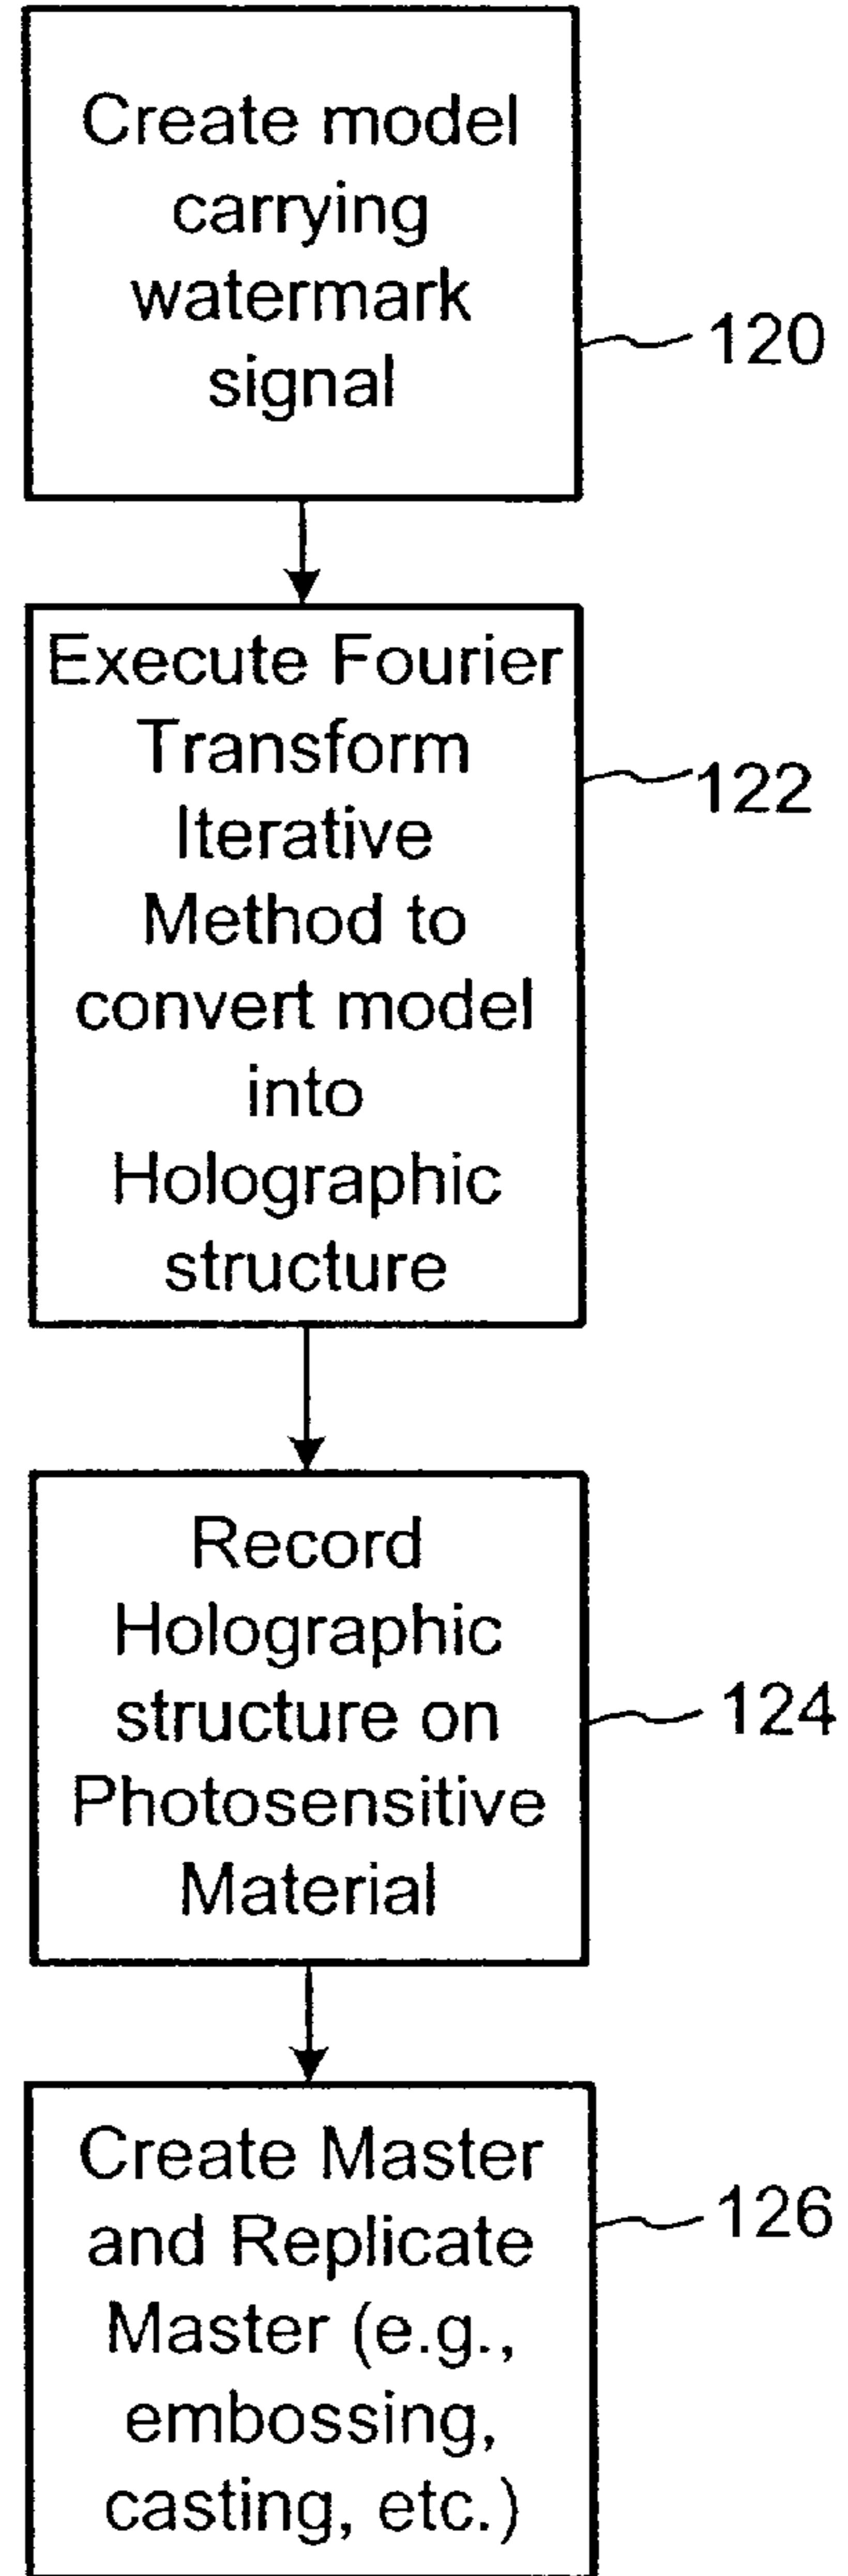 Create model
carrying
watermark
signal
120
Execute Fourier
Transform
Iterative
Method to
convert model
into
Holographic
structure
122
Record
Holographic
structure on
Photosensitive
Material
124
Create Master
and Replicate
Master (e.g.,
embossing,
casting, etc.)
126